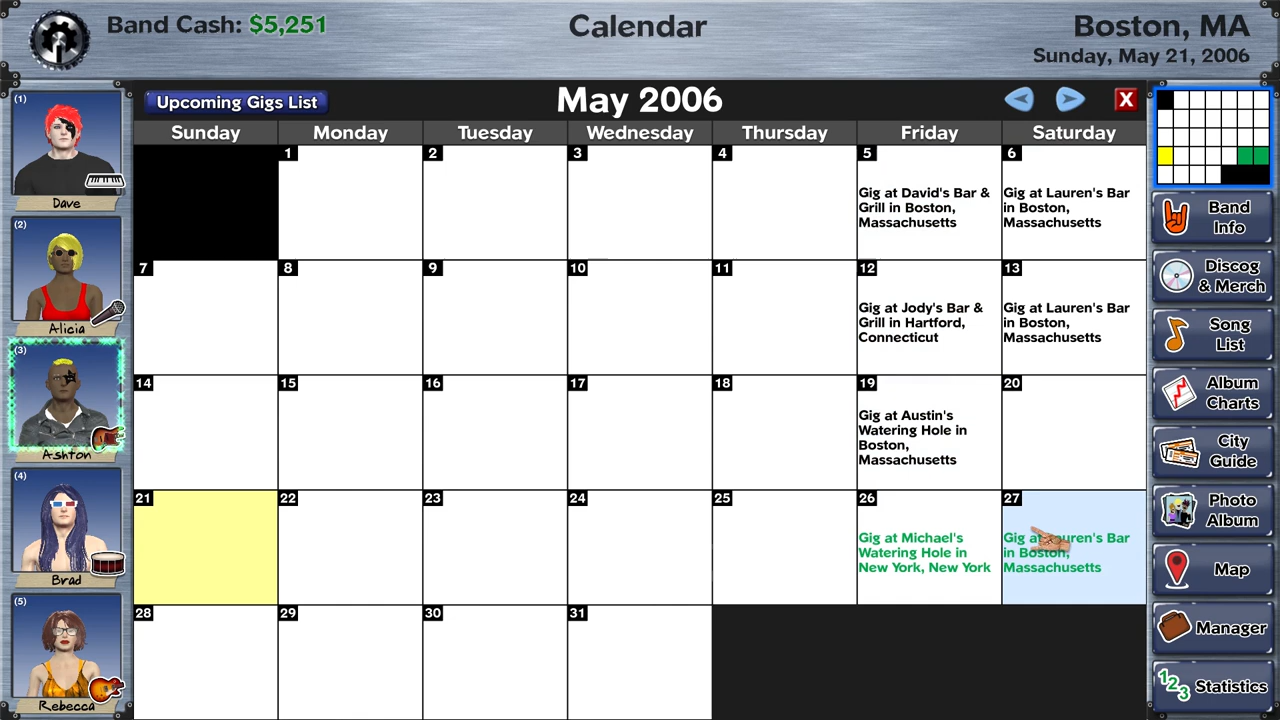 Band Cash: $5,251
Calendar
Boston, MA
Sunday, May 21, 2006
Upcoming Gigs List
May 2006
X
Sunday
Monday
Tuesday
Wednesday
Thursday
Friday
Saturday
1
2
3
4
5
Gig at David's Bar &
Grill in Boston,
Massachusetts
6
Gig at Lauren's Bar
in Boston,
Massachusetts
7
8
9
10
11
12
Gig at Jody's Bar &
Grill in Hartford,
Connecticut
13
Gig at Lauren's Bar
in Boston,
Massachusetts
14
15
16
17
18
19
Gig at Austin's
Watering Hole in
Boston,
Massachusetts
20
21
22
23
24
25
26
Gig at Michael's
Watering Hole in
New York, New York
27
Gig at Bar
in Boston,
Massachusetts
28
29
30
31
(1)
Dave
(2)
Alicia
(3)
Ashton
(4)
Brad
(5)
Rebecca
Band
Info
Discog
& Merch
Song
List
Album
Charts
City
Guide
Photo
Album
Map
Manager
123
Statistics